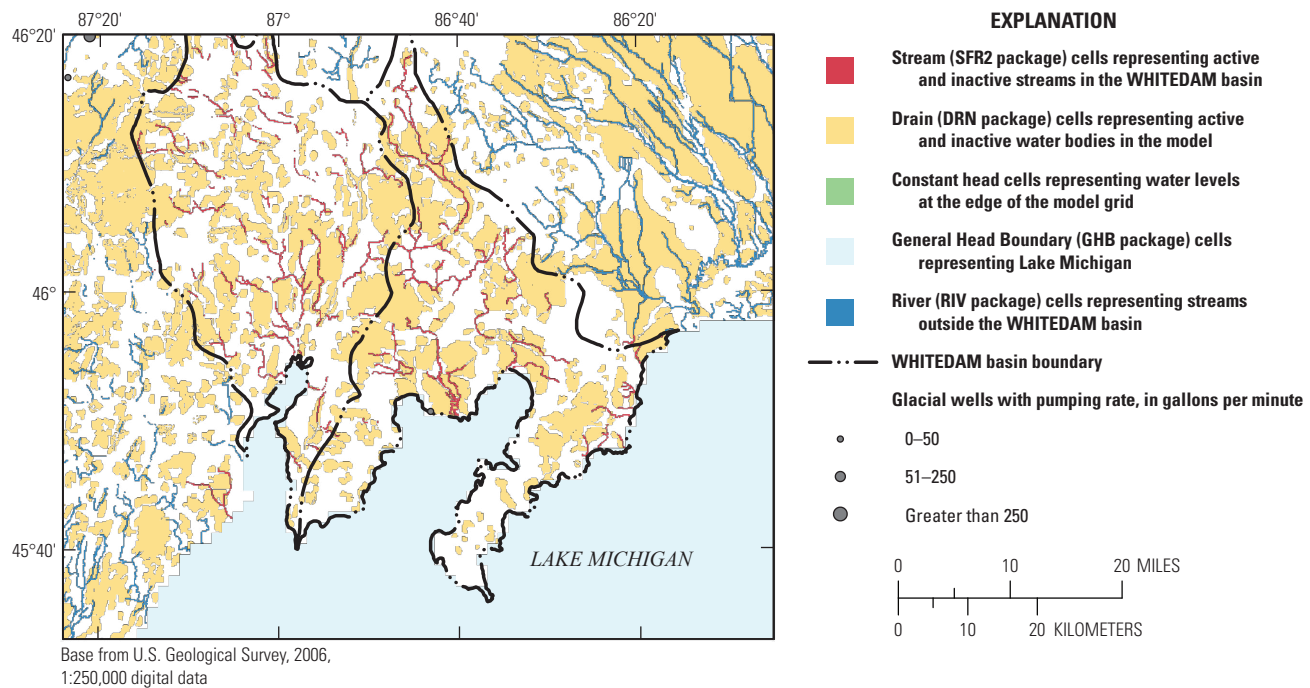 87°20'
87°
86°40'
86°20'
46°20'
46°
45°40'
LAKE MICHIGAN
Base from U.S. Geological Survey, 2006,
1:250,000 digital data
EXPLANATION
Stream (SFR2 package) cells representing active
and inactive streams in the WHITEDAM basin
Drain (DRN package) cells representing active
and inactive water bodies in the model
Constant head cells representing water levels
at the edge of the model grid
General Head Boundary (GHB package) cells
representing Lake Michigan
River (RIV package) cells representing streams
outside the WHITEDAM basin
WHITEDAM basin boundary
Glacial wells with pumping rate, in gallons per minute
0–50
51–250
Greater than 250
0 10 20 MILES
0 10 20 KILOMETERS